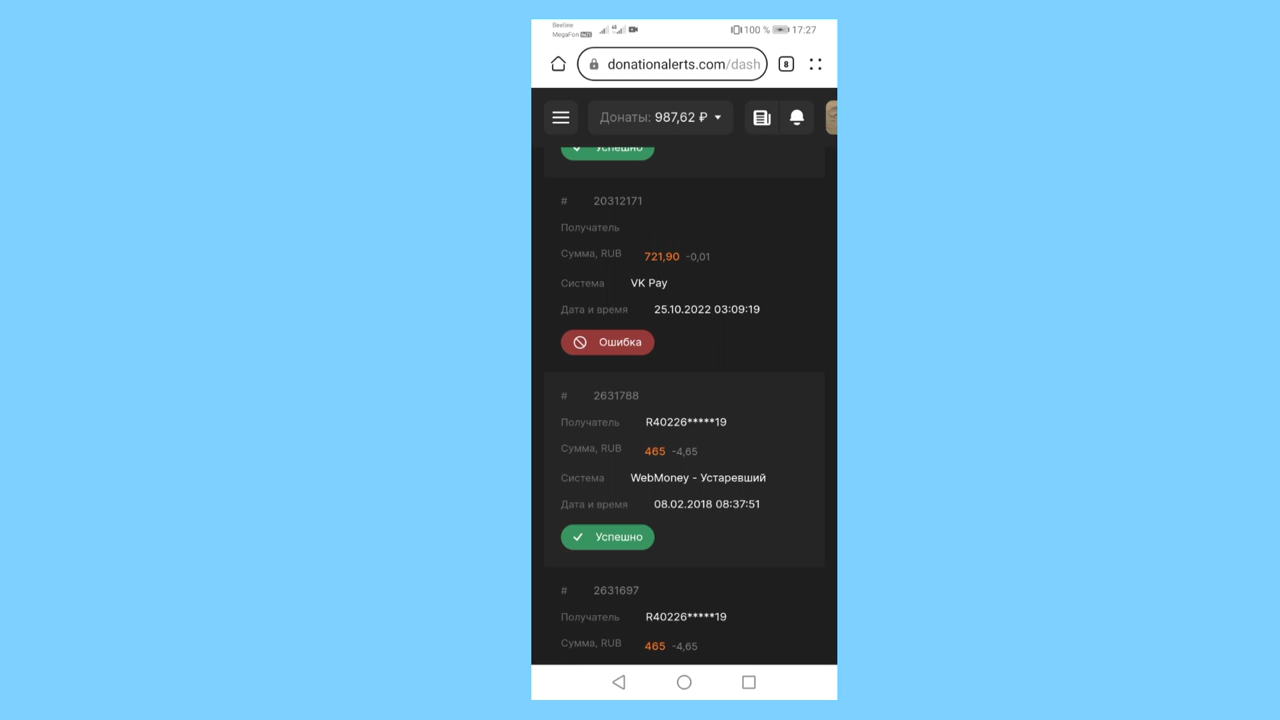 Beeline
MegaFon VoLTE
100 % 17:27
donationalerts.com/dash
8
Донаты: 987,62 ₽
Успешно
# 20312171
Получатель
Сумма, RUB 721,90 -0,01
Система VK Pay
Дата и время 25.10.2022 03:09:19
Ошибка
# 2631788
Получатель R40226*****19
Сумма, RUB 465 -4,65
Система WebMoney - Устаревший
Дата и время 08.02.2018 08:37:51
Успешно
# 2631697
Получатель R40226*****19
Сумма, RUB 465 -4,65